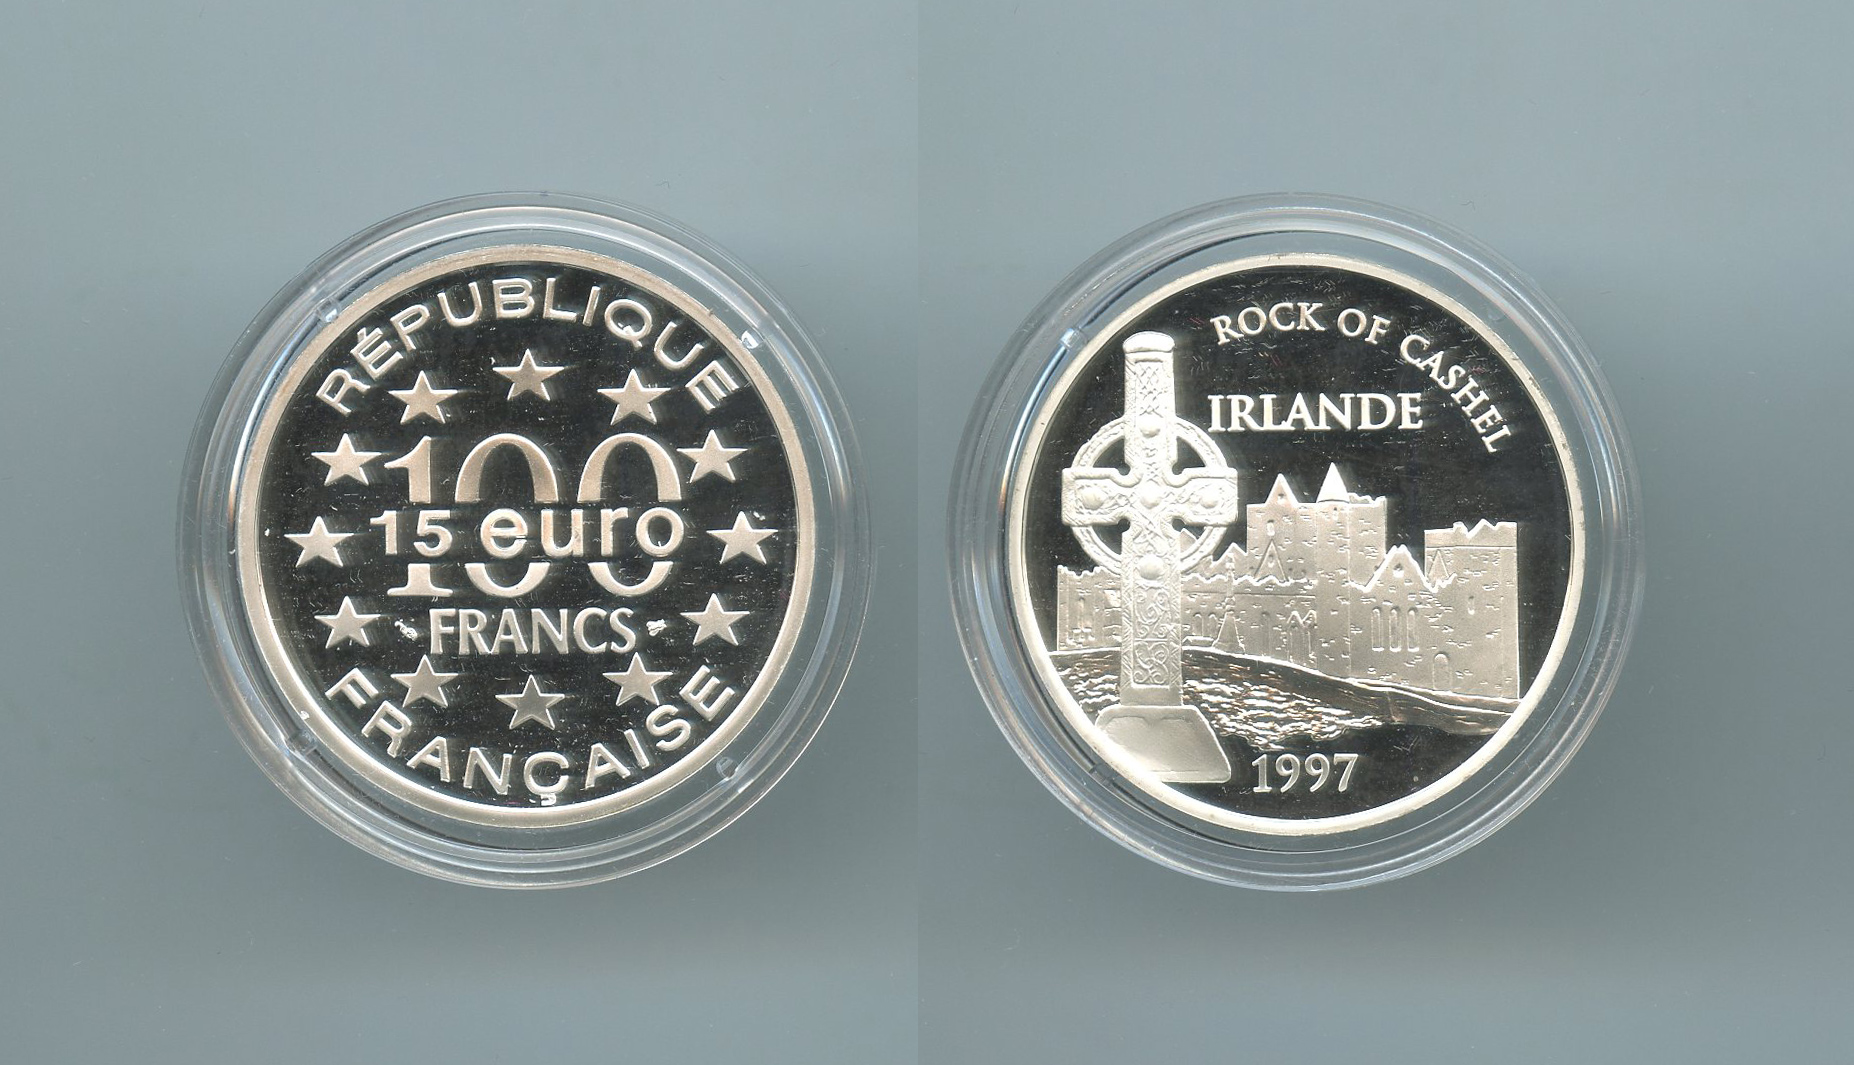 RÉPUBLIQUE
100
15 euro
FRANCS
FRANÇAISE
ROCK OF CASHEL
IRLANDE
1997